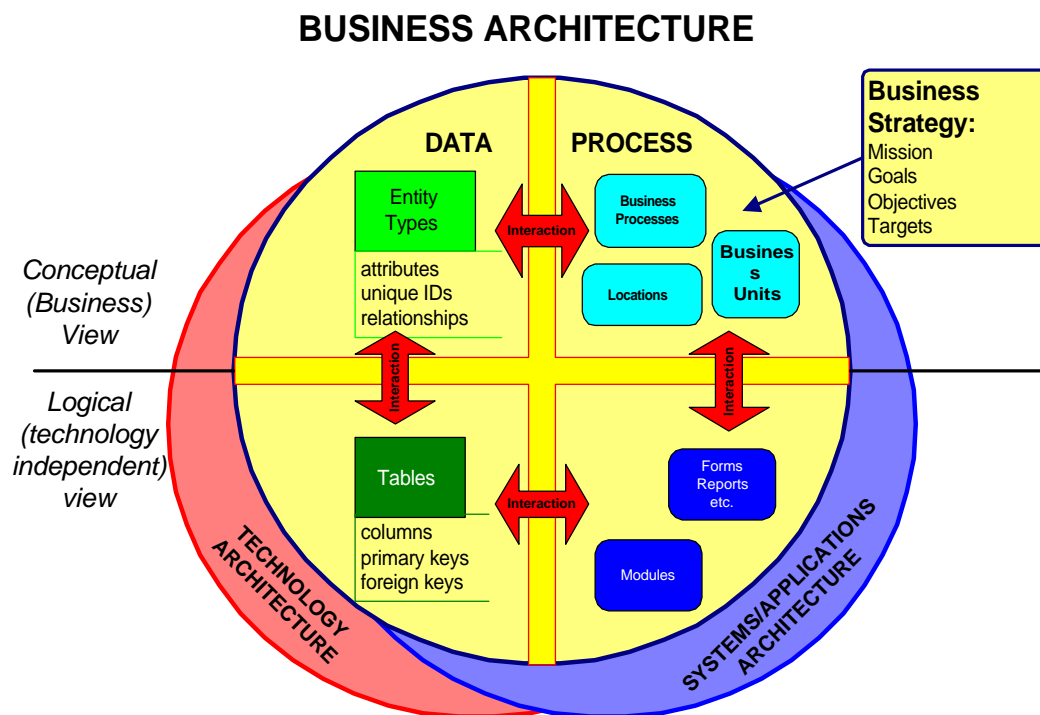 BUSINESS ARCHITECTURE
Business
Strategy:
Mission
Goals
Objectives
Targets
DATA
PROCESS
Entity
Types
attributes
unique IDs
relationships
Interaction
Business
Processes
Locations
Busines
s
Units
Conceptual
(Business)
View
Interaction
Interaction
Logical
(technology
independent)
view
Tables
columns
primary keys
foreign keys
Interaction
Forms
Reports
etc.
Modules
TECHNOLOGY
ARCHITECTURE
SYSTEMS/APPLICATIONS
ARCHITECTURE